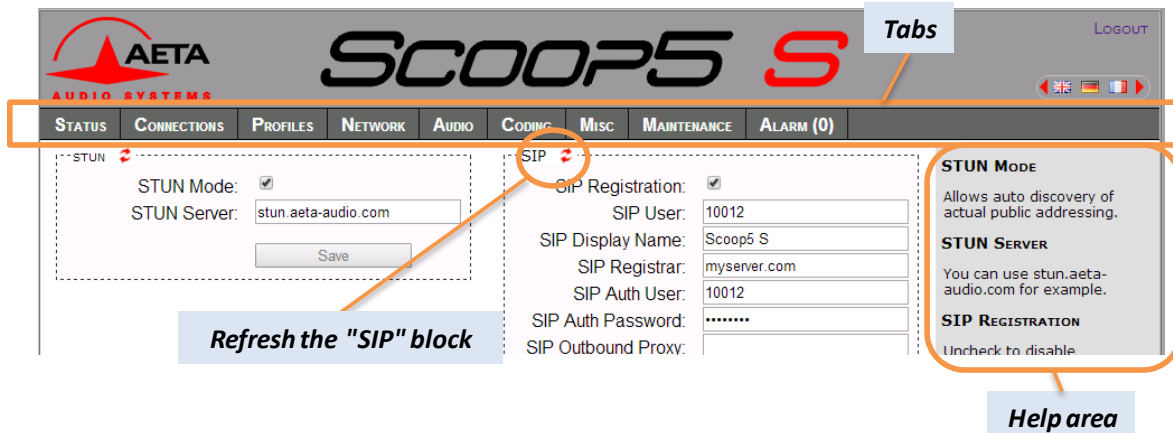 Tabs
LOGOUT
AETA
AUDIO SYSTEMS
SCOOP5 S
STATUS CONNECTIONS PROFILES NETWORK AUDIO CODING MISC MAINTENANCE ALARM (0)
STUN
STUN Mode:
STUN Server: stun.aeta-audio.com
Save
SIP
SIP Registration:
SIP User: 10012
SIP Display Name: Scoop5 S
SIP Registrar: myserver.com
SIP Auth User: 10012
SIP Auth Password: ••••••••
SIP Outbound Proxy:
STUN MODE
Allows auto discovery of
actual public addressing.
STUN SERVER
You can use stun.aeta-
audio.com for example.
SIP REGISTRATION
Uncheck to disable
Refresh the "SIP" block
Help area